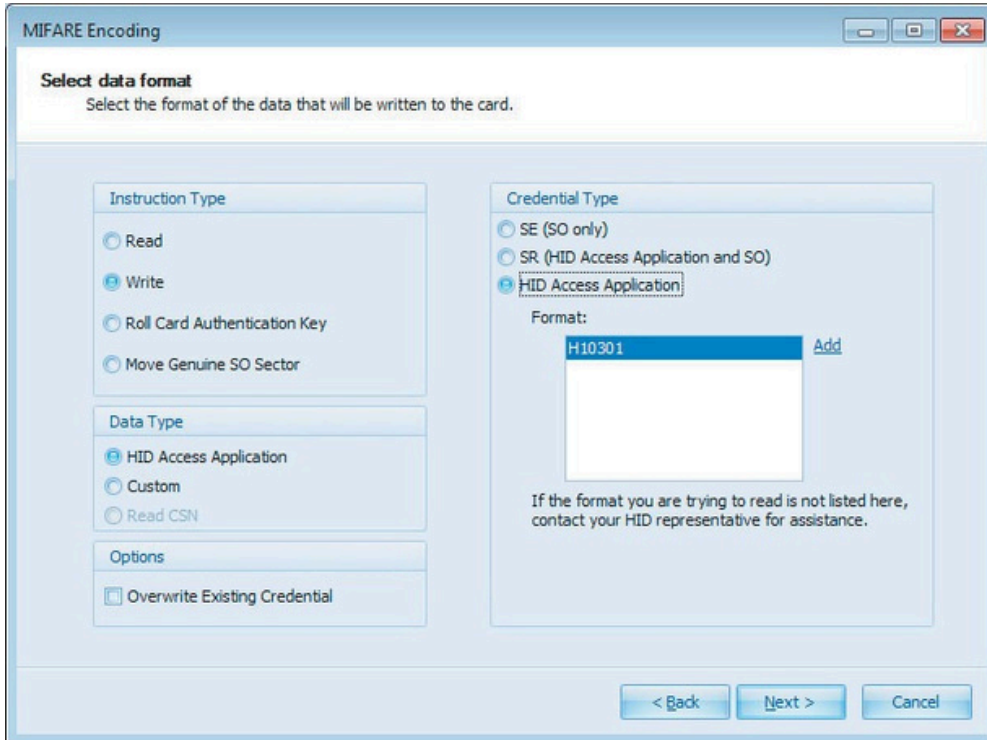 MIFARE Encoding
Select data format
Select the format of the data that will be written to the card.
Instruction Type
Read
Write
Roll Card Authentication Key
Move Genuine SO Sector
Data Type
HID Access Application
Custom
Read CSN
Options
Overwrite Existing Credential
Credential Type
SE (SO only)
SR (HID Access Application and SO)
HID Access Application
Format:
H10301
Add
If the format you are trying to read is not listed here,
contact your HID representative for assistance.
< Back
Next >
Cancel